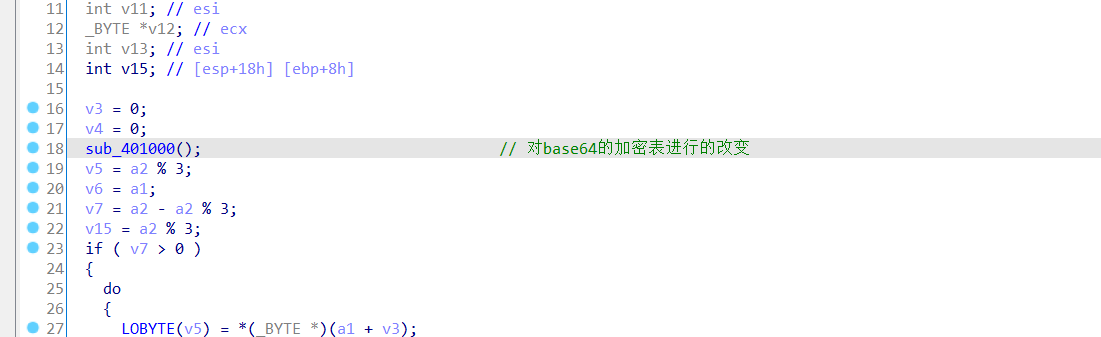 11 int v11; // esi
12 _BYTE *v12; // ecx
13 int v13; // esi
14 int v15; // [esp+18h] [ebp+8h]
15
16 v3 = 0;
17 v4 = 0;
18 sub_401000(); // 对base64的加密表进行的改变
19 v5 = a2 % 3;
20 v6 = a1;
21 v7 = a2 - a2 % 3;
22 v15 = a2 % 3;
23 if ( v7 > 0 )
24 {
25 do
26 {
27 LOBYTE(v5) = *(_BYTE *)(a1 + v3);